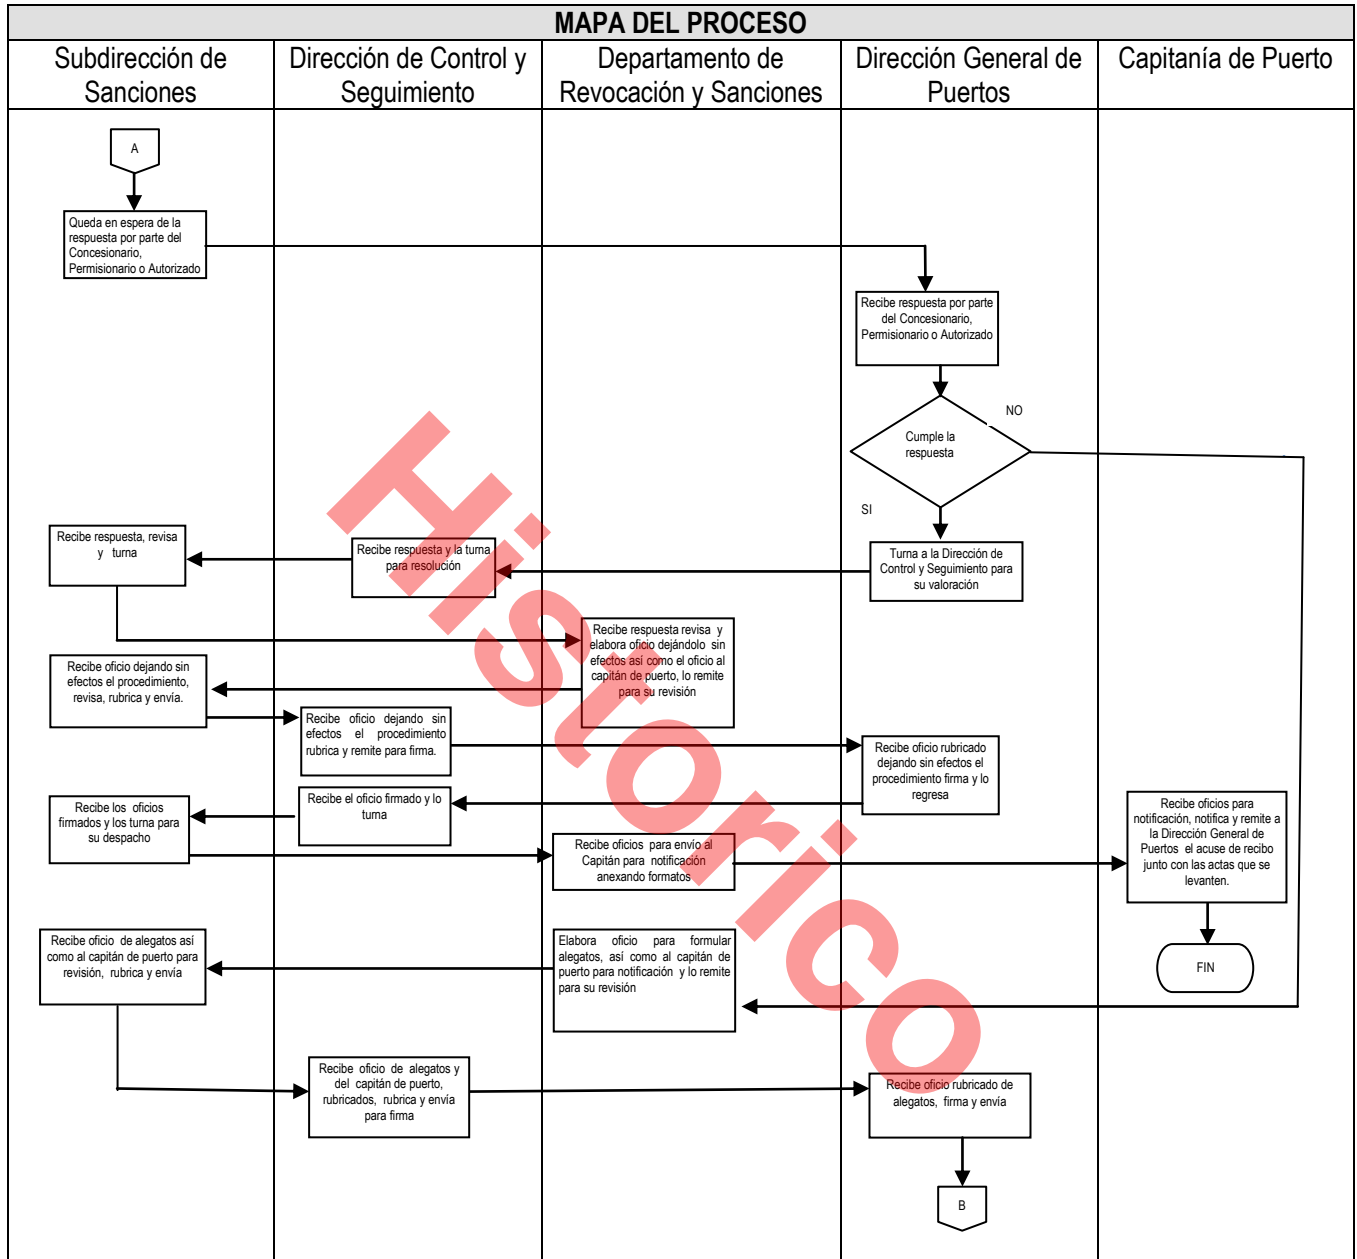 MAPA DEL PROCESO
Subdirección de
Sanciones
Dirección de Control y
Seguimiento
Departamento de
Revocación y Sanciones
Dirección General de
Puertos
Capitanía de Puerto
A
Queda en espera de la
respuesta por parte del
Concesionario,
Permisionario o Autorizado
Recibe respuesta por parte
del Concesionario,
Permisionario o Autorizado
Cumple la
respuesta
NO
SI
Turna a la Dirección de
Control y Seguimiento para
su valoración
Recibe respuesta y la turna
para resolución
Recibe respuesta, revisa
y turna
Recibe respuesta revisa y
elabora oficio dejándolo sin
efectos así como el oficio al
capitán de puerto, lo remite
para su revisión
Recibe oficio dejando sin
efectos el procedimiento,
revisa, rubrica y envía.
Recibe oficio dejando sin
efectos el procedimiento
rubrica y remite para firma.
Recibe oficio rubricado
dejando sin efectos el
procedimiento firma y lo
regresa
Recibe el oficio firmado y lo
turna
Recibe los oficios
firmados y los turna para
su despacho
Recibe oficios para envío al
Capitán para notificación
anexando formatos
Recibe oficios para
notificación, notifica y remite a
la Dirección General de
Puertos el acuse de recibo
junto con las actas que se
levanten.
FIN
Elabora oficio para formular
alegatos, así como al capitán de
puerto para notificación y lo remite
para su revisión
Recibe oficio de alegatos así
como al capitán de puerto para
revisión, rubrica y envía
Recibe oficio de alegatos y
del capitán de puerto,
rubricados, rubrica y envía
para firma
Recibe oficio rubricado de
alegatos, firma y envía
B
Historico